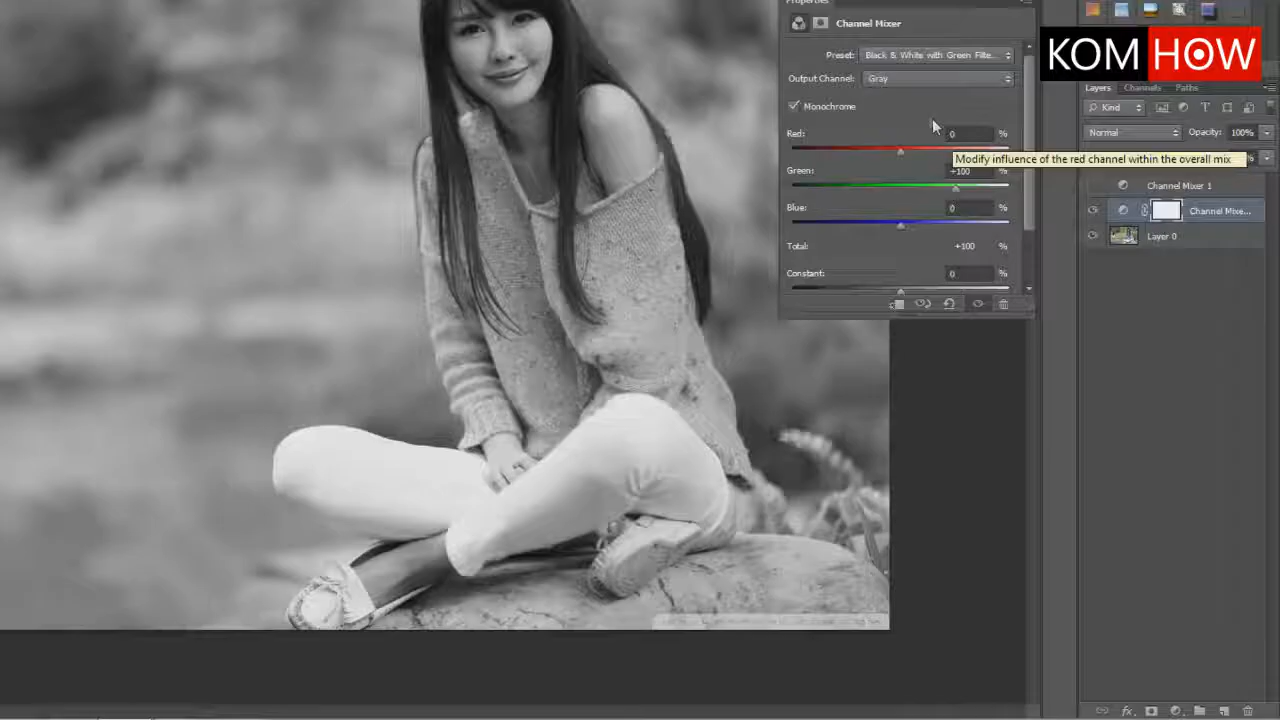 Properties
Channel Mixer
Preset: Black & White with Green Filte...
Output Channel: Gray
Monochrome
Red: 0 %
Modify influence of the red channel within the overall mix
Green: +100 %
Blue: 0 %
Total: +100 %
Constant: 0 %
KOM HOW
Layers Channels Paths
Kind
Normal Opacity: 100%
%
Channel Mixer 1
Channel Mixe...
Layer 0
fx